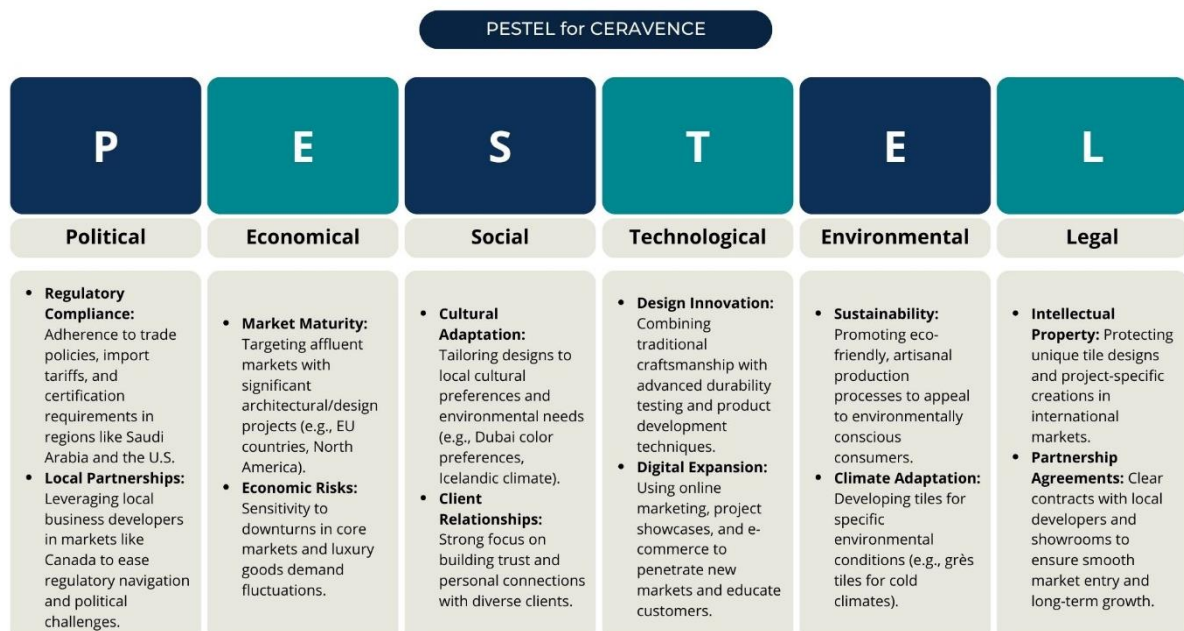 PESTEL for CERAVENCE
P
E
S
T
E
L
Political
Economical
Social
Technological
Environmental
Legal
• Regulatory
Compliance:
Adherence to trade
policies, import
tariffs, and
certification
requirements in
regions like Saudi
Arabia and the U.S.
• Local Partnerships:
Leveraging local
business developers
in markets like
Canada to ease
regulatory navigation
and political
challenges.
• Market Maturity:
Targeting affluent
markets with
significant
architectural/design
projects (e.g., EU
countries, North
America).
• Economic Risks:
Sensitivity to
downturns in core
markets and luxury
goods demand
fluctuations.
• Cultural
Adaptation:
Tailoring designs to
local cultural
preferences and
environmental needs
(e.g., Dubai color
preferences,
Icelandic climate).
• Client
Relationships:
Strong focus on
building trust and
personal connections
with diverse clients.
• Design Innovation:
Combining
traditional
craftsmanship with
advanced durability
testing and product
development
techniques.
• Digital Expansion:
Using online
marketing, project
showcases, and e-
commerce to
penetrate new
markets and educate
customers.
• Sustainability:
Promoting eco-
friendly, artisanal
production
processes to appeal
to environmentally
conscious
consumers.
• Climate Adaptation:
Developing tiles for
specific
environmental
conditions (e.g., grès
tiles for cold
climates).
• Intellectual
Property: Protecting
unique tile designs
and project-specific
creations in
international
markets.
• Partnership
Agreements: Clear
contracts with local
developers and
showrooms to
ensure smooth
market entry and
long-term growth.